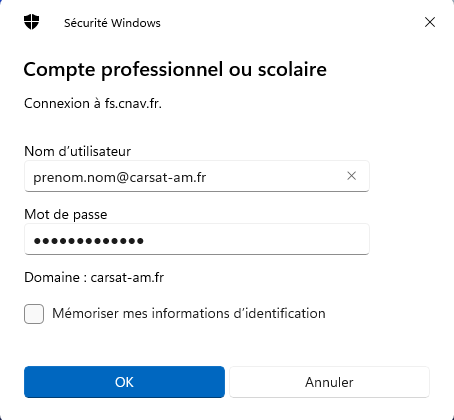 Sécurité Windows
Compte professionnel ou scolaire
Connexion à fs.cnav.fr.
Nom d'utilisateur
prenom.nom@carsat-am.fr
Mot de passe
●●●●●●●●●●●●●
Domaine : carsat-am.fr
Mémoriser mes informations d'identification
OK
Annuler